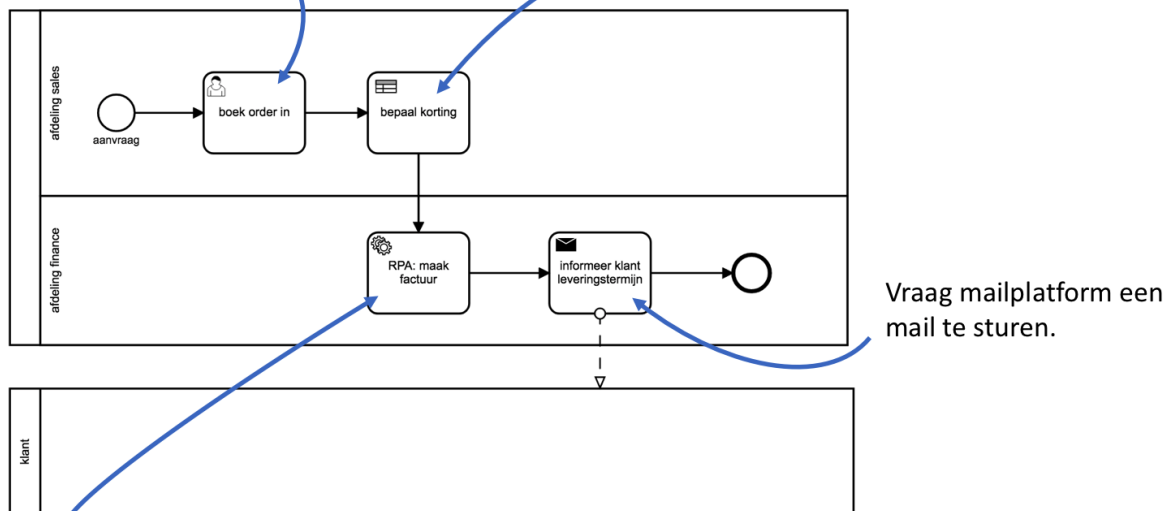 afdeling sales
aanvraag
boek order in
bepaal korting
afdeling finance
RPA: maak
factuur
informeer klant
leveringstermijn
Vraag mailplatform een
mail te sturen.
klant